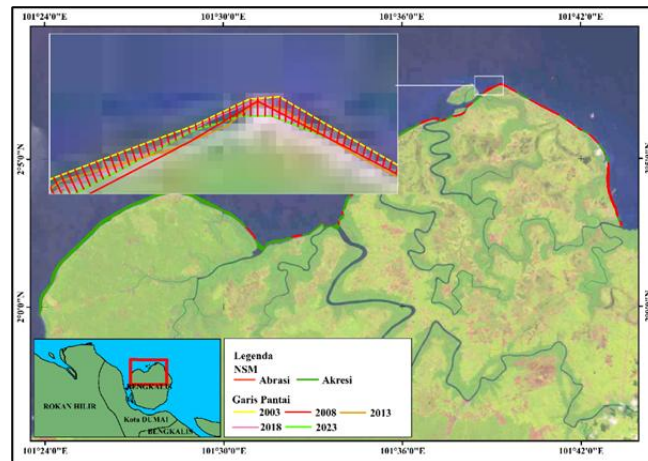 101°24'0"E 101°30'0"E 101°36'0"E 101°42'0"E
2°5'0"N
2°0'0"N
BENGKALIS
ROKAN HILIR
Kota DUMAI
BENGKALIS
Legenda
NSM
Abrasi Akresi
Garis Pantai
2003 2008 2013
2018 2023
101°24'0"E 101°30'0"E 101°36'0"E 101°42'0"E